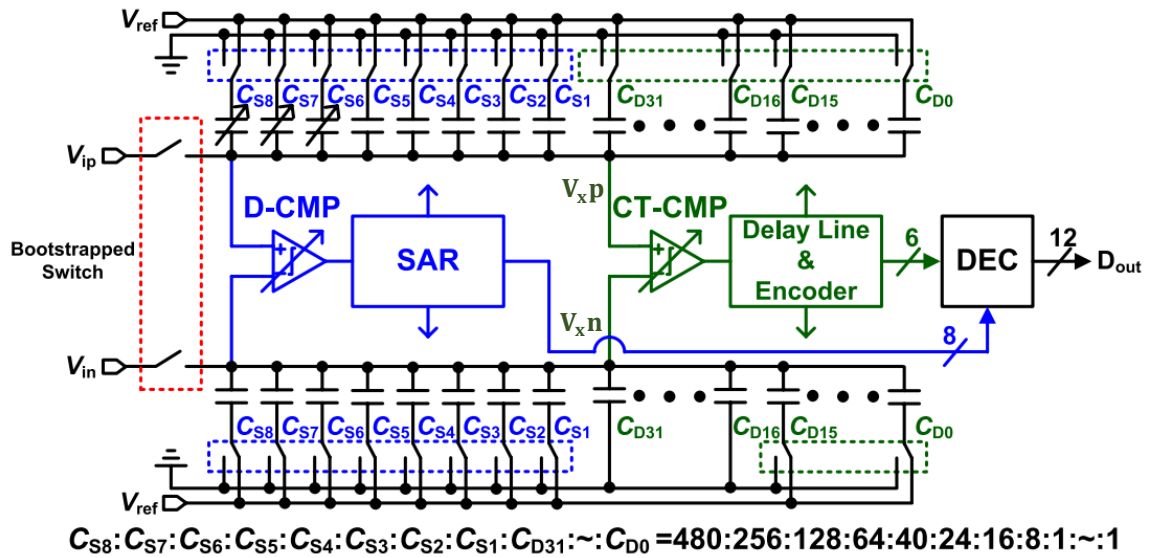 Vref
CS8 CS7 CS6 CS5 CS4 CS3 CS2 CS1 CD31 CD16 CD15 CD0
Vip
Vxp
D-CMP
CT-CMP
Bootstrapped
Switch
SAR
Delay Line
&
Encoder
6
DEC
12
Dout
Vxn
8
Vin
CS8 CS7 CS6 CS5 CS4 CS3 CS2 CS1 CD31 CD16 CD15 CD0
Vref
CS8:CS7:CS6:CS5:CS4:CS3:CS2:CS1:CD31:~:CD0 =480:256:128:64:40:24:16:8:1:~:1